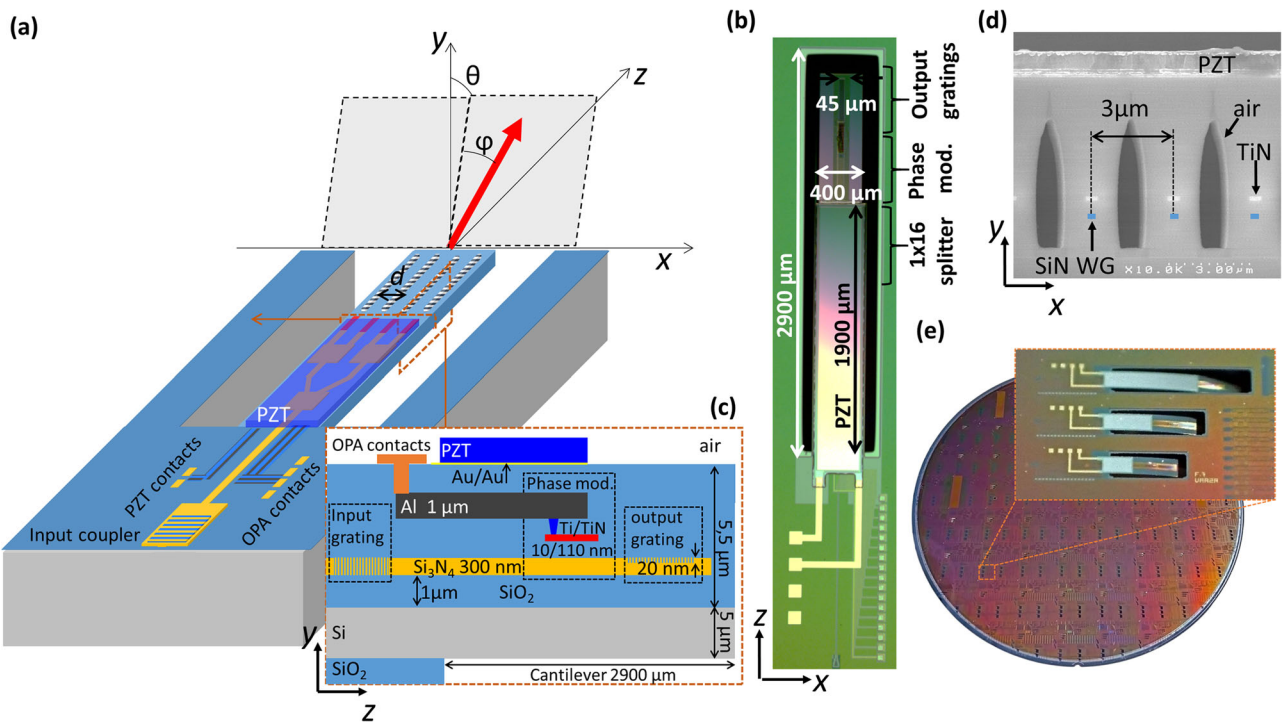 (a)
y
θ
z
φ
x
d
PZT
PZT contacts
OPA contacts
Input coupler
(b)
45 µm
400 µm
2900 µm
1900 µm
PZT
Output
gratings
Phase
mod.
1x16
splitter
z
x
(c)
OPA contacts
PZT
air
Au/Au
Phase mod.
Al 1 µm
Input
grating
Ti/TiN
10/110 nm
output
grating
Si₃N₄ 300 nm
20 nm
1µm
SiO₂
5,5 µm
Si
5 µm
SiO₂
Cantilever 2900 µm
y
z
(d)
PZT
3µm
air
TiN
y
SiN WG
X10.0K 3.00µm
x
(e)